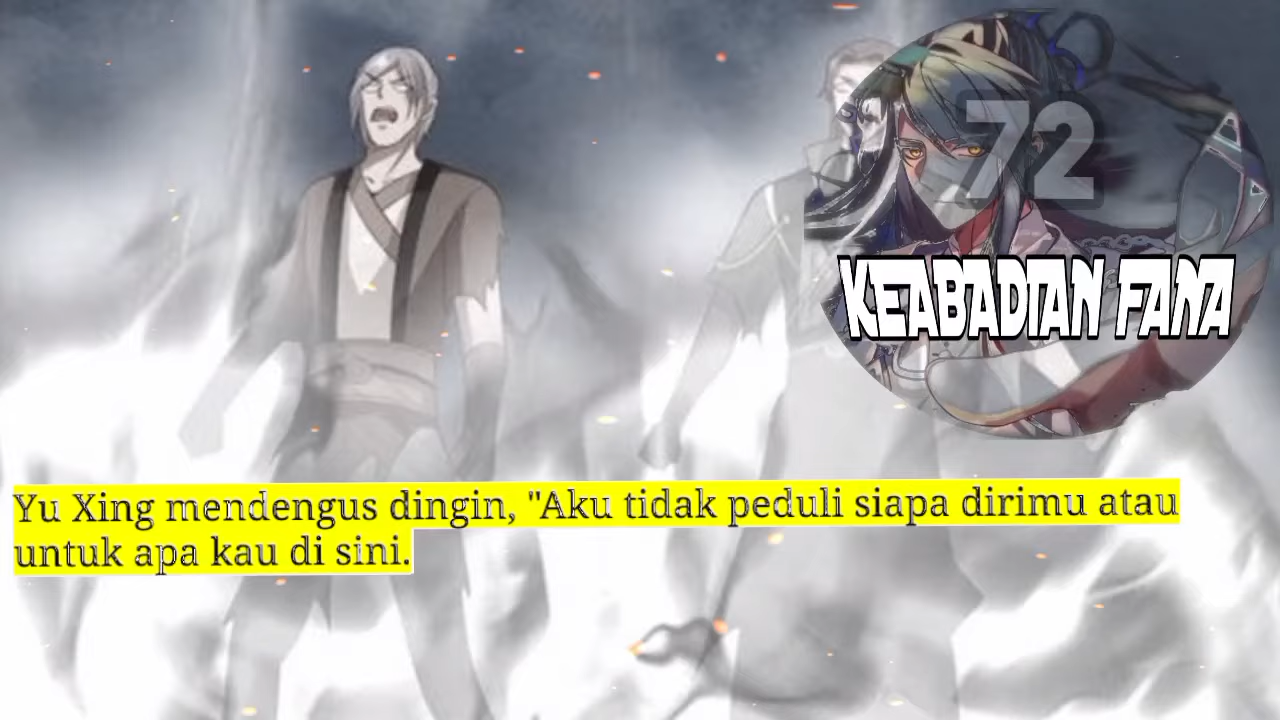 72
KEABADIAN FANA
Yu Xing mendengus dingin, "Aku tidak peduli siapa dirimu atau
untuk apa kau di sini.